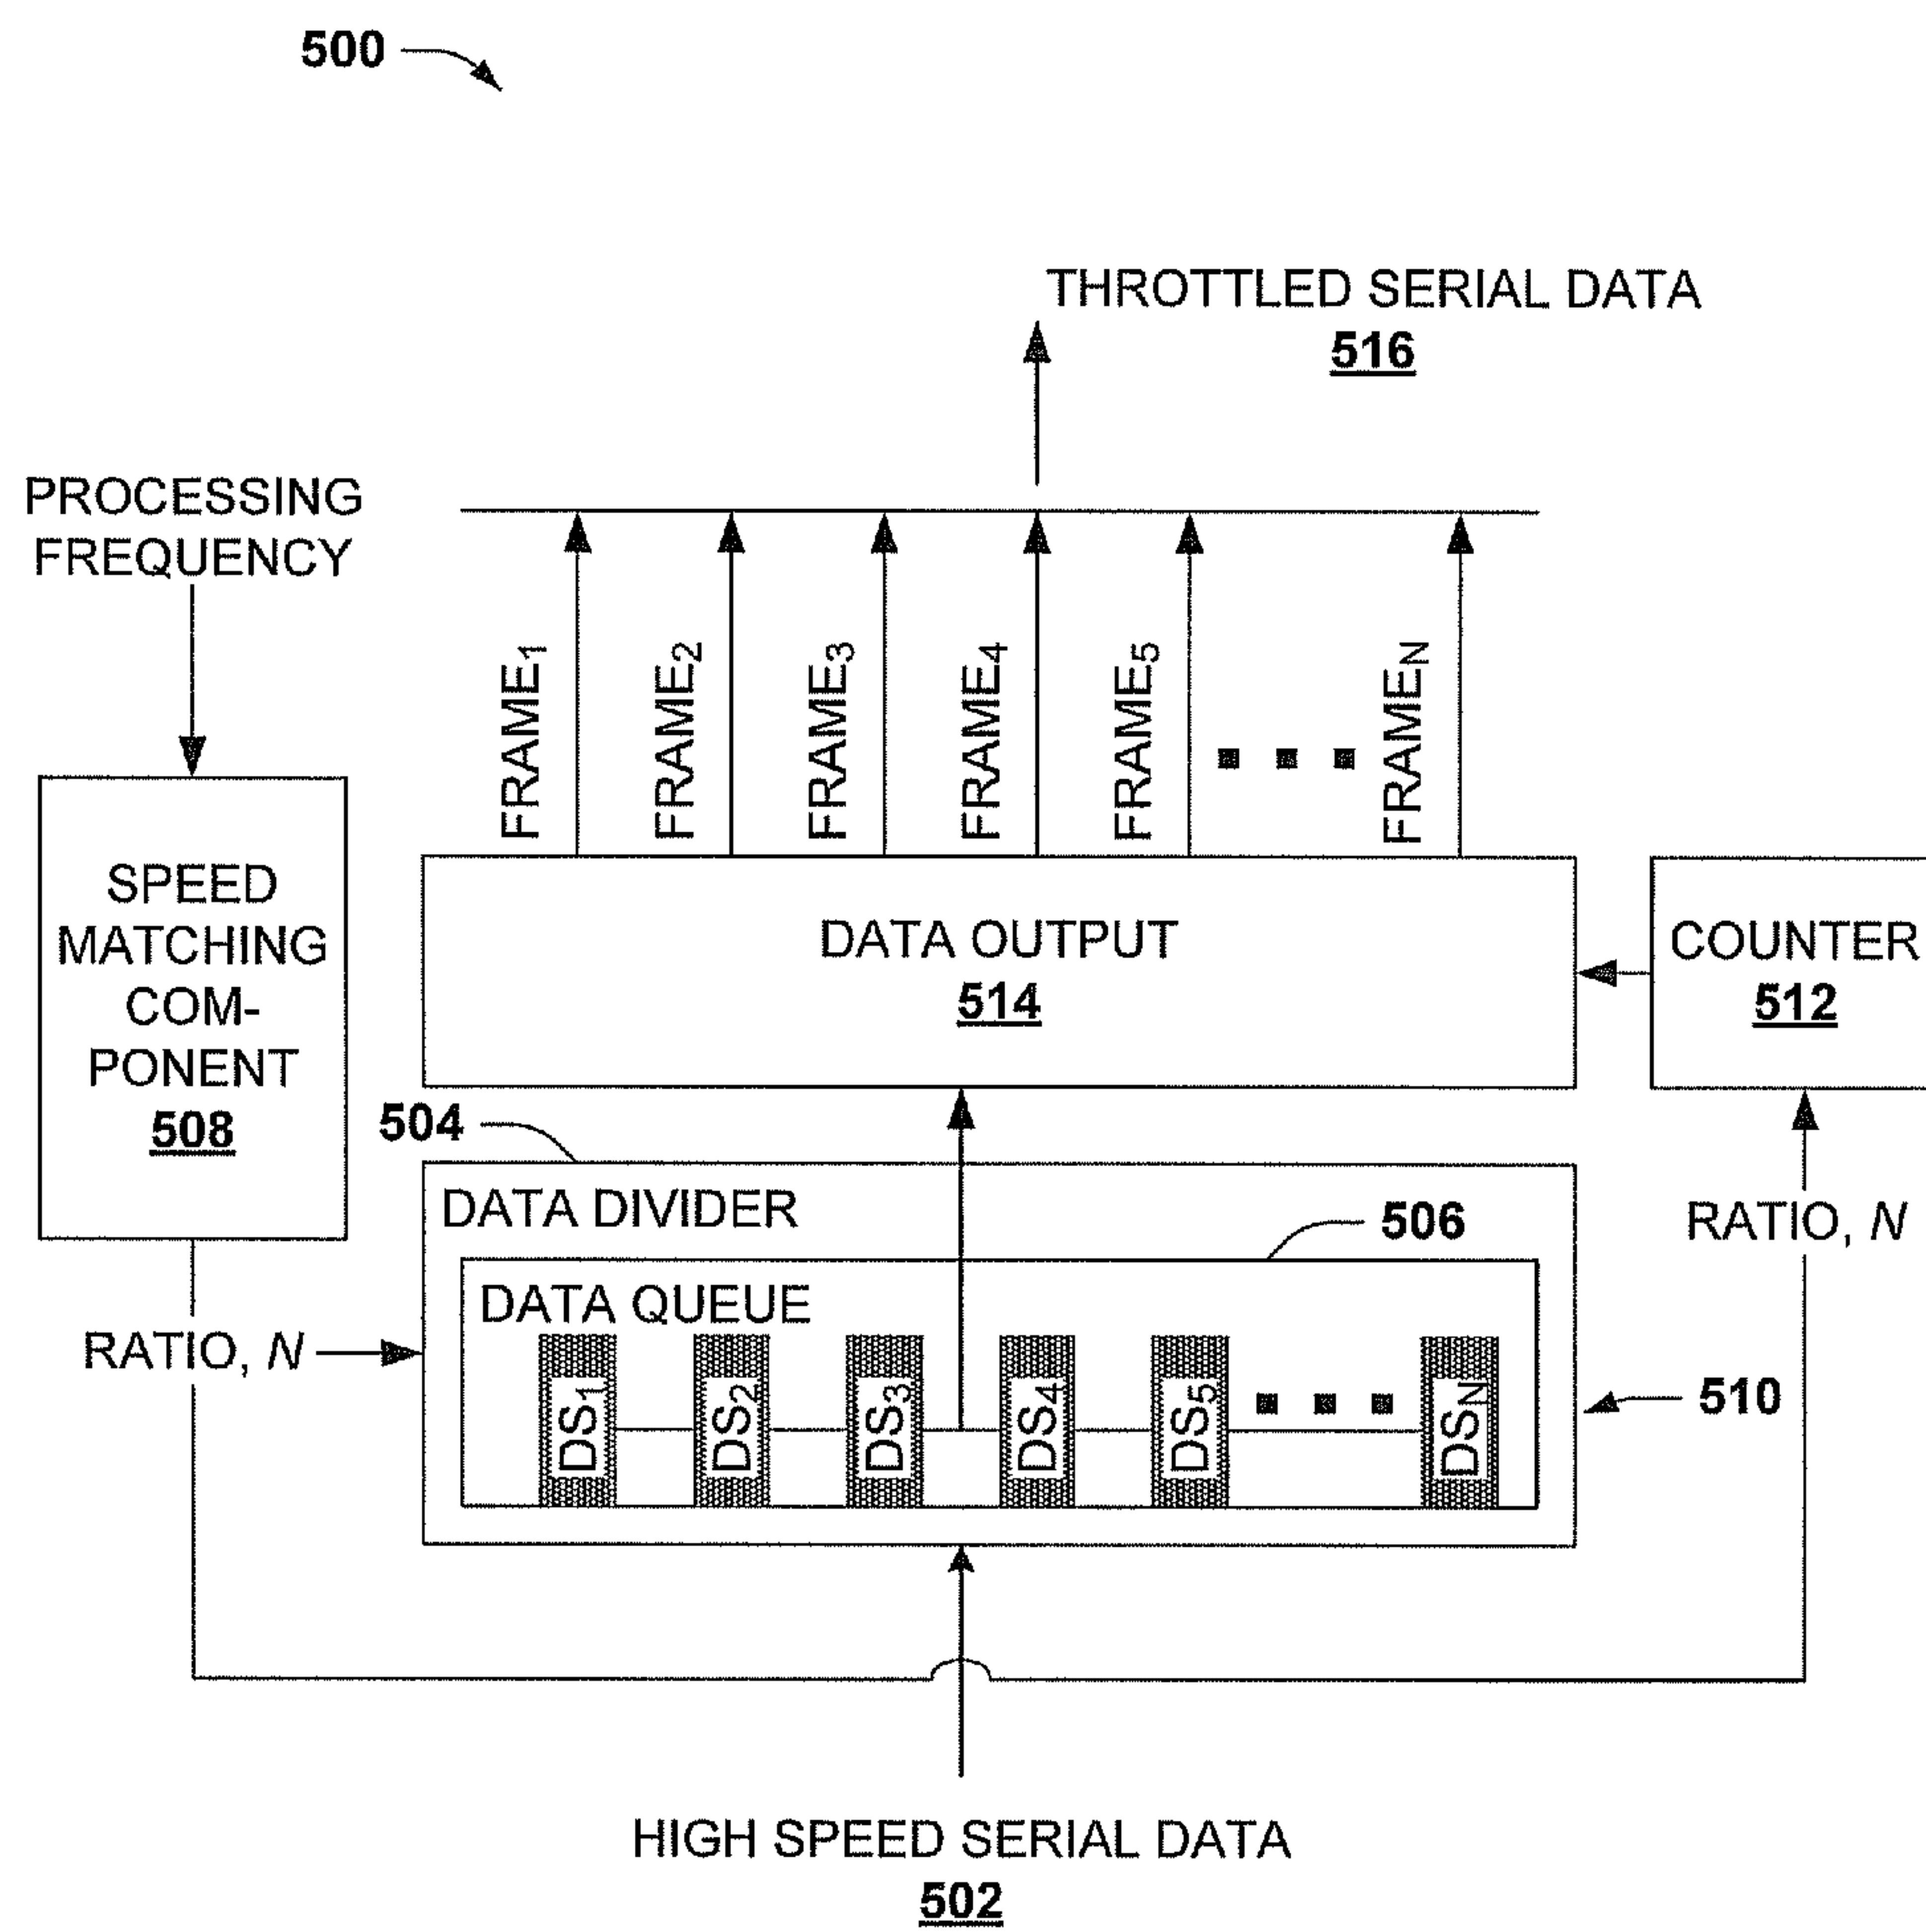 500
THROTTLED SERIAL DATA
516
PROCESSING
FREQUENCY
FRAME1
FRAME2
FRAME3
FRAME4
FRAME5
FRAMEN
SPEED
MATCHING
COM-
PONENT
508
DATA OUTPUT
514
COUNTER
512
504
DATA DIVIDER
506
RATIO, N
DATA QUEUE
RATIO, N
DS1
DS2
DS3
DS4
DS5
DSN
510
HIGH SPEED SERIAL DATA
502